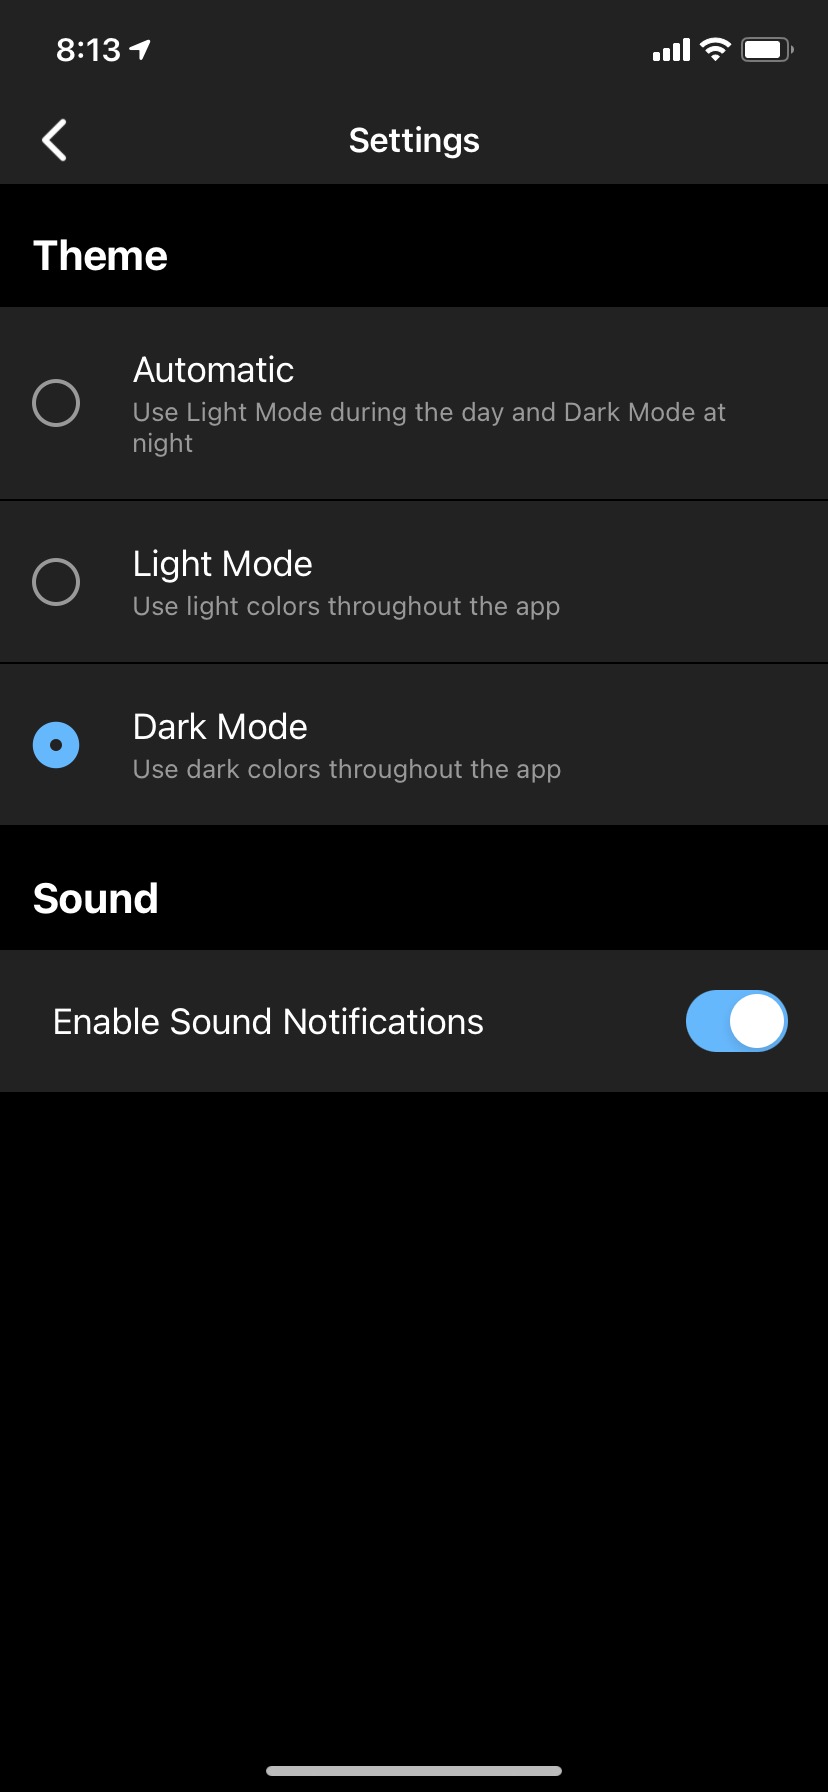 8:13
Settings
Theme
Automatic
Use Light Mode during the day and Dark Mode at
night
Light Mode
Use light colors throughout the app
Dark Mode
Use dark colors throughout the app
Sound
Enable Sound Notifications